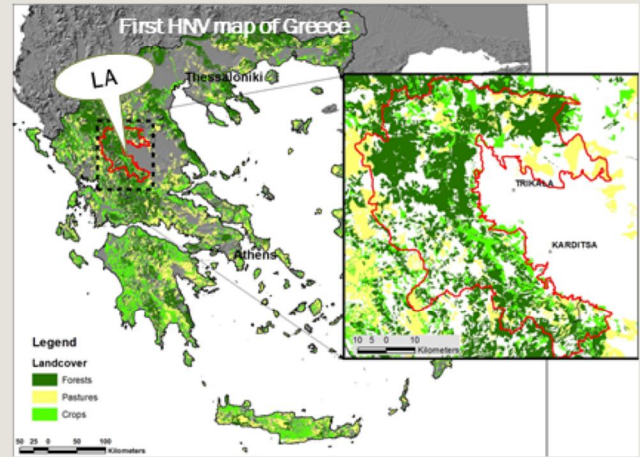 First HNV map of Greece
LA
Thessaloniki
TRIKALA
KARDITSA
Athens
10 5 0 10
Kilometers
Legend
Landcover
Forests
Pastures
Crops
50 25 0 50 100
Kilometers